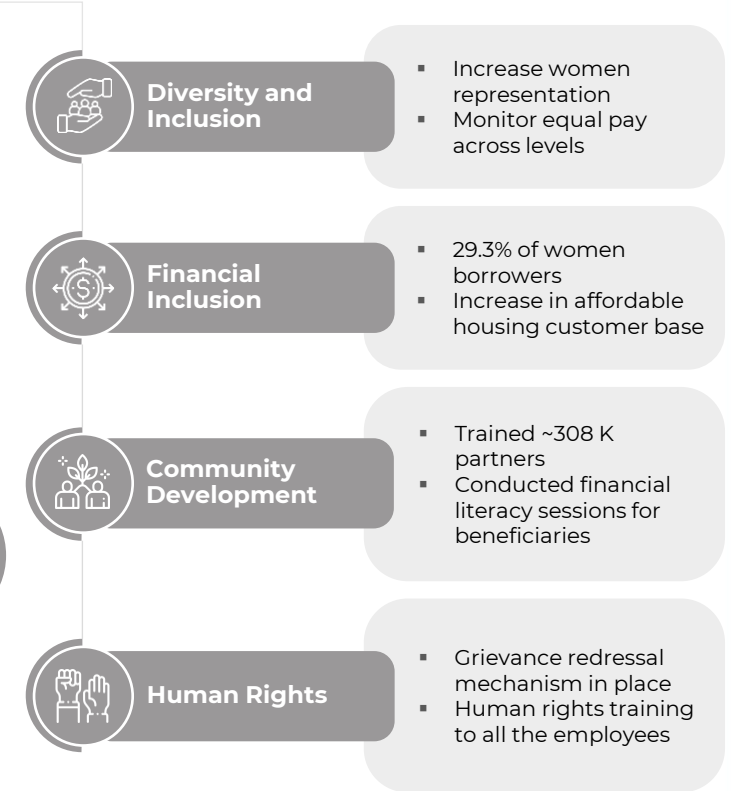 Diversity and
Inclusion
▪ Increase women
representation
▪ Monitor equal pay
across levels
Financial
Inclusion
▪ 29.3% of women
borrowers
▪ Increase in affordable
housing customer base
Community
Development
▪ Trained ~308 K
partners
▪ Conducted financial
literacy sessions for
beneficiaries
Human Rights
▪ Grievance redressal
mechanism in place
▪ Human rights training
to all the employees